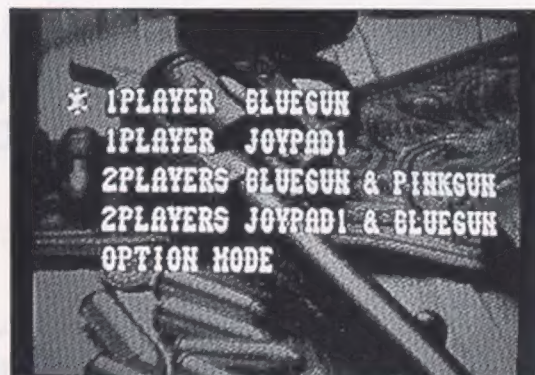 1PLAYER BLUEGUN
1PLAYER JOYPAD1
2PLAYERS BLUEGUN & PINKGUN
2PLAYERS JOYPAD1 & BLUEGUN
OPTION MODE